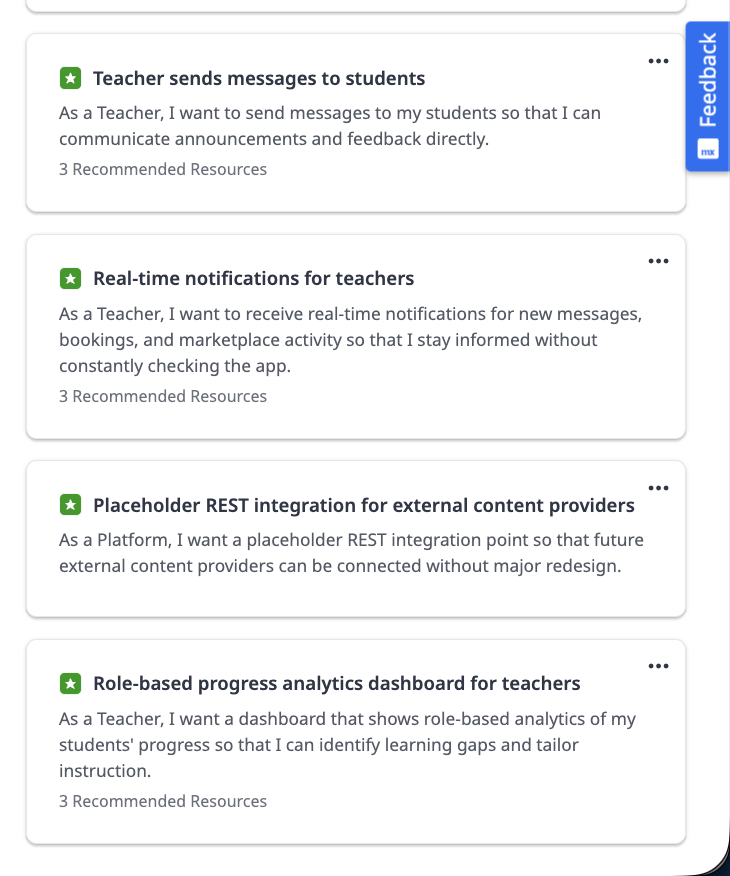 Teacher sends messages to students
As a Teacher, I want to send messages to my students so that I can
communicate announcements and feedback directly.
3 Recommended Resources
Real-time notifications for teachers
As a Teacher, I want to receive real-time notifications for new messages,
bookings, and marketplace activity so that I stay informed without
constantly checking the app.
3 Recommended Resources
Placeholder REST integration for external content providers
As a Platform, I want a placeholder REST integration point so that future
external content providers can be connected without major redesign.
Role-based progress analytics dashboard for teachers
As a Teacher, I want a dashboard that shows role-based analytics of my
students' progress so that I can identify learning gaps and tailor
instruction.
3 Recommended Resources
Feedback
mx